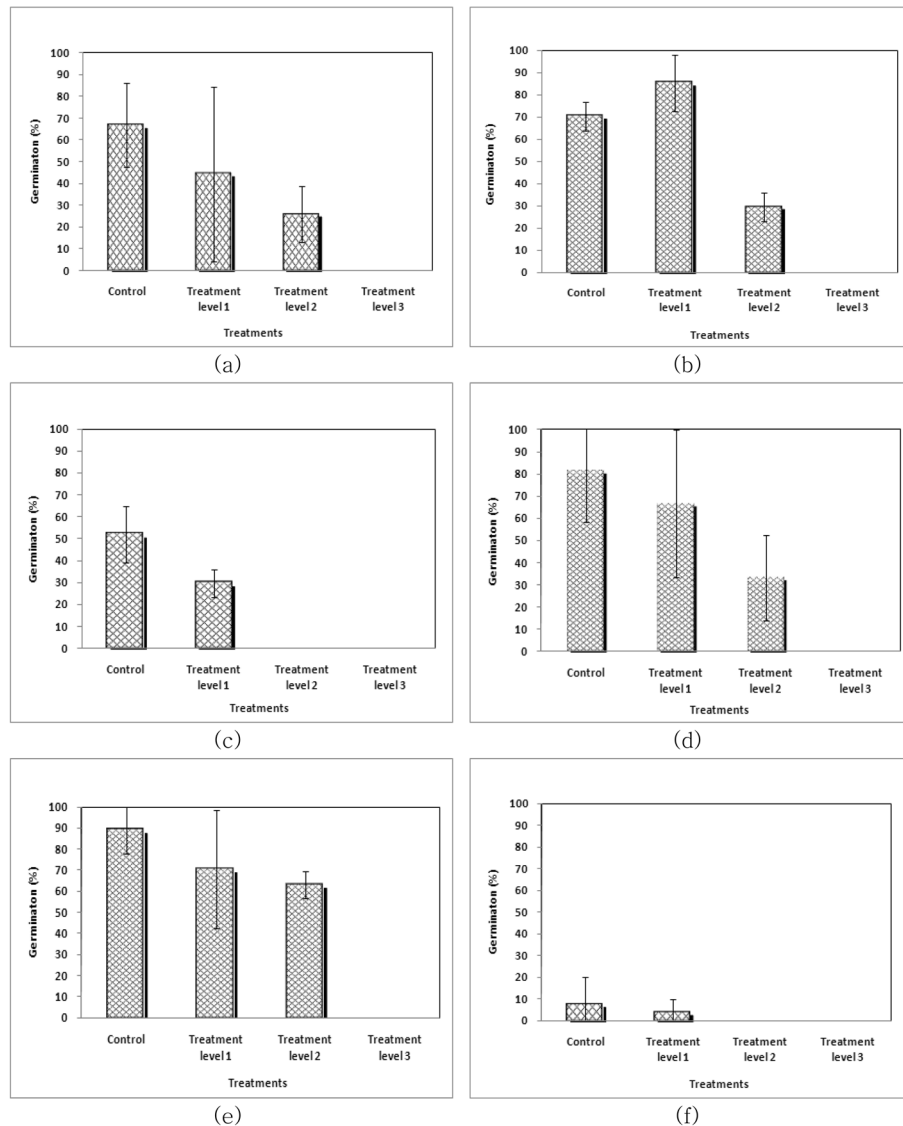 Germinaton (%)
100
90
80
70
60
50
40
30
20
10
0
Control
Treatment
level 1
Treatment
level 2
Treatment
level 3
Treatments
(a)
Germinaton (%)
100
90
80
70
60
50
40
30
20
10
0
Control
Treatment
level 1
Treatment
level 2
Treatment
level 3
Treatments
(b)
Germinaton (%)
100
90
80
70
60
50
40
30
20
10
0
Control
Treatment
level 1
Treatment
level 2
Treatment
level 3
Treatments
(c)
Germinaton (%)
100
90
80
70
60
50
40
30
20
10
0
Control
Treatment
level 1
Treatment
level 2
Treatment
level 3
Treatments
(d)
Germinaton (%)
100
90
80
70
60
50
40
30
20
10
0
Control
Treatment
level 1
Treatment
level 2
Treatment
level 3
Treatments
(e)
Germinaton (%)
100
90
80
70
60
50
40
30
20
10
0
Control
Treatment
level 1
Treatment
level 2
Treatment
level 3
Treatments
(f)